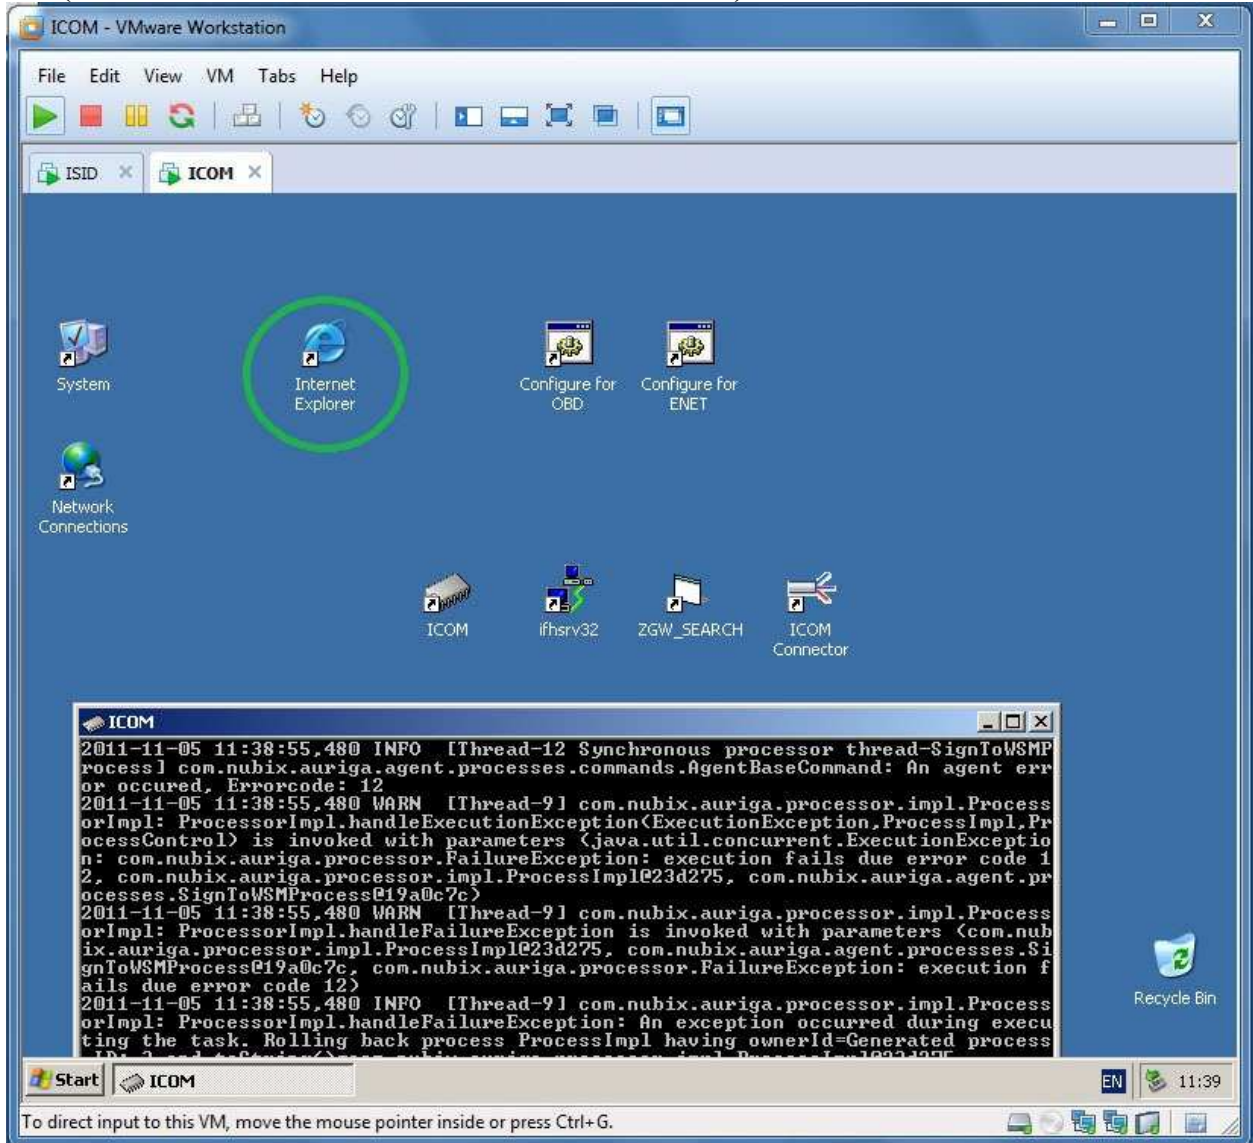 ICOM - VMware Workstation
File Edit View VM Tabs Help
ISID ICOM
System
Internet
Explorer
Configure for
OBD
Configure for
ENET
Network
Connections
ICOM
ifhsrv32
ZGW_SEARCH
ICOM
Connector
ICOM
2011-11-05 11:38:55,480 INFO [Thread-12 Synchronous processor thread-SignToWSMP
rocess] com.nubix.auriga.agent.processes.commands.AgentBaseCommand: An agent err
or occured, Errorcode: 12
2011-11-05 11:38:55,480 WARN [Thread-9] com.nubix.auriga.processor.impl.Process
orImpl: ProcessorImpl.handleExecutionException(ExecutionException,ProcessImpl,Pr
ocessControl) is invoked with parameters (java.util.concurrent.ExecutionExceptio
n: com.nubix.auriga.processor.FailureException: execution fails due error code 1
2, com.nubix.auriga.processor.impl.ProcessImpl@23d275, com.nubix.auriga.agent.pr
ocesses.SignToWSMProcess@19a0c7c)
2011-11-05 11:38:55,480 WARN [Thread-9] com.nubix.auriga.processor.impl.Process
orImpl: ProcessorImpl.handleFailureException is invoked with parameters (com.nub
ix.auriga.processor.impl.ProcessImpl@23d275, com.nubix.auriga.agent.processes.Si
gnToWSMProcess@19a0c7c, com.nubix.auriga.processor.FailureException: execution f
ails due error code 12)
2011-11-05 11:38:55,480 INFO [Thread-9] com.nubix.auriga.processor.impl.Process
orImpl: ProcessorImpl.handleFailureException: An exception occurred during execu
ting the task. Rolling back process ProcessImpl having ownerId=Generated process
Recycle Bin
Start ICOM EN 11:39
To direct input to this VM, move the mouse pointer inside or press Ctrl+G.